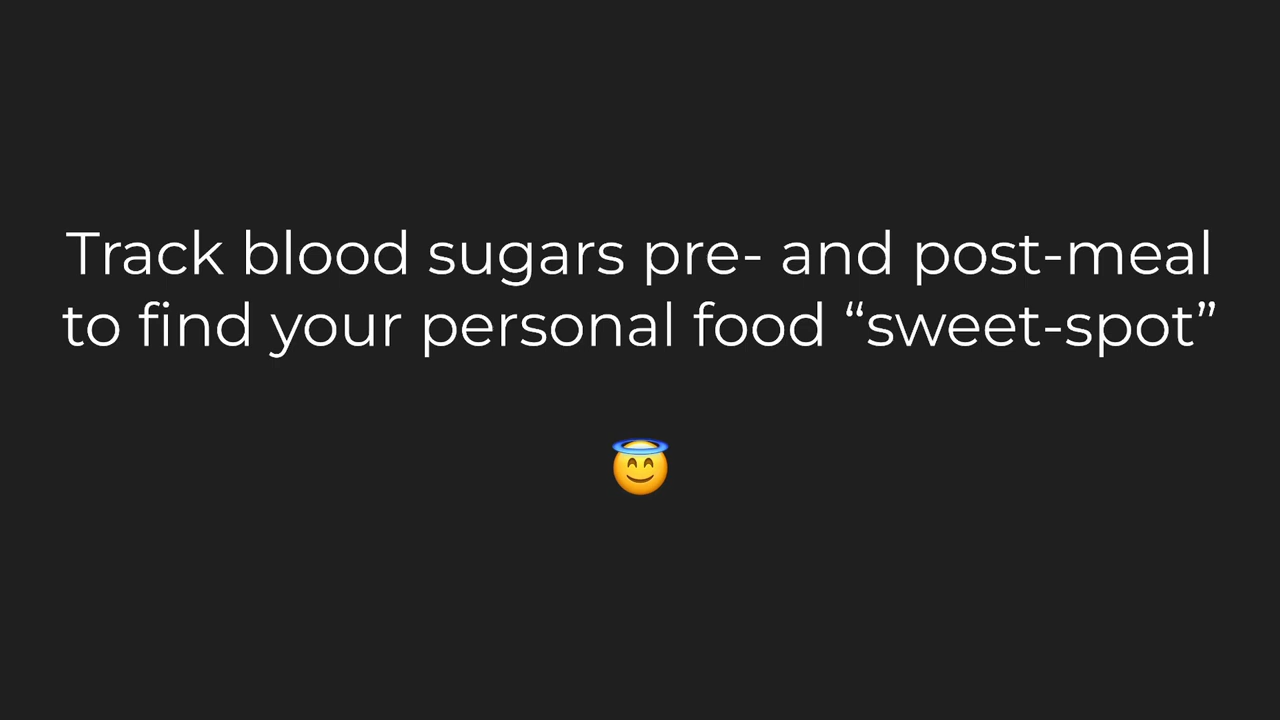 Track blood sugars pre- and post-meal
to find your personal food “sweet-spot”